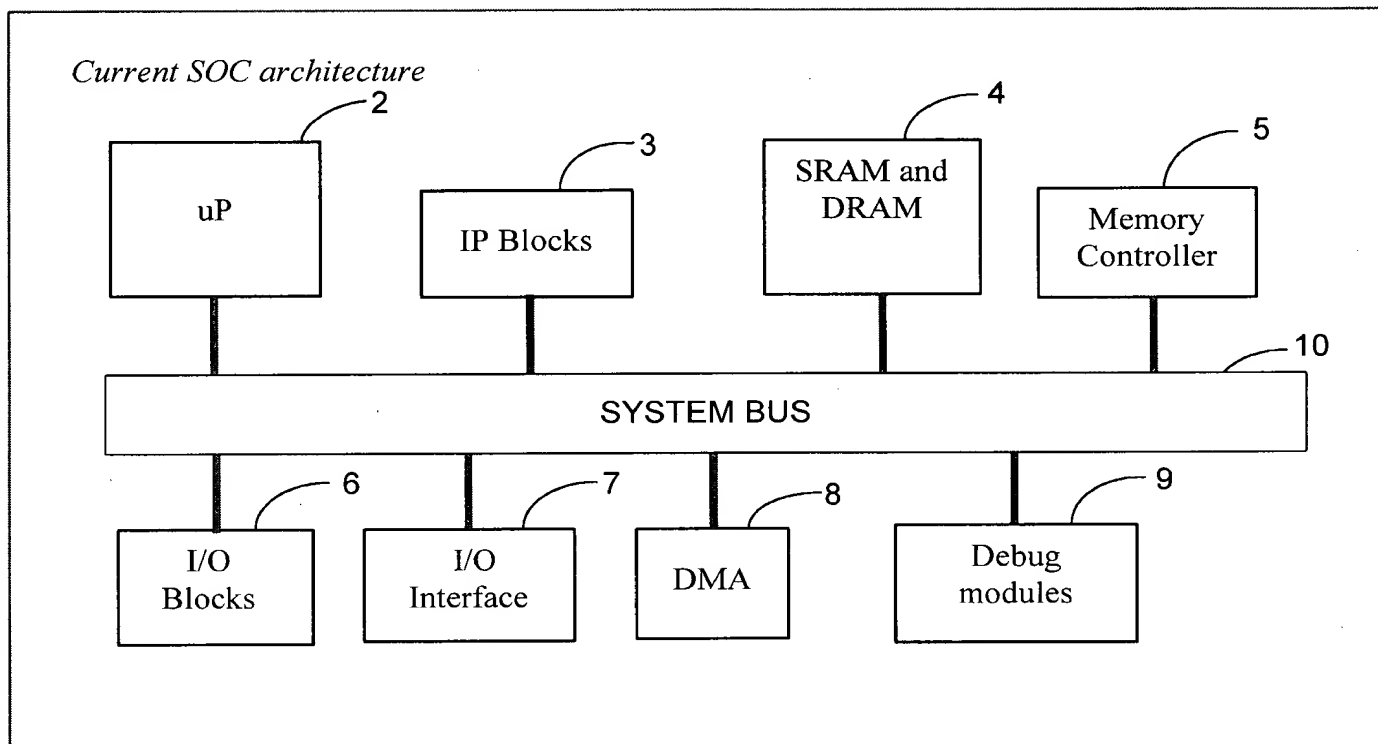 Current SOC architecture
2
3
4
5
uP
IP Blocks
SRAM and
DRAM
Memory
Controller
10
SYSTEM BUS
6
7
8
9
I/O
Blocks
I/O
Interface
DMA
Debug
modules